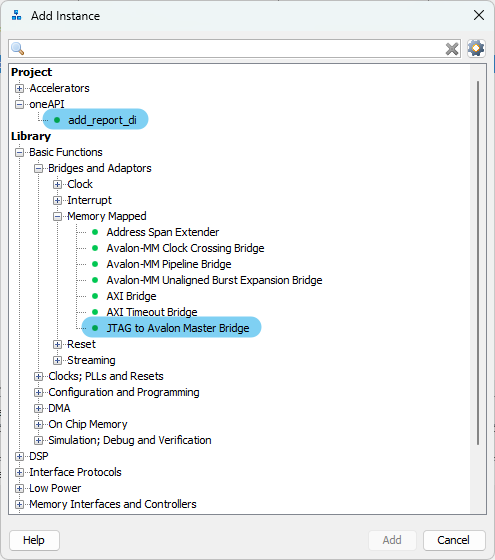 Add Instance
Project
Accelerators
oneAPI
add_report_di
Library
Basic Functions
Bridges and Adaptors
Clock
Interrupt
Memory Mapped
Address Span Extender
Avalon-MM Clock Crossing Bridge
Avalon-MM Pipeline Bridge
Avalon-MM Unaligned Burst Expansion Bridge
AXI Bridge
AXI Timeout Bridge
JTAG to Avalon Master Bridge
Reset
Streaming
Clocks; PLLs and Resets
Configuration and Programming
DMA
On Chip Memory
Simulation; Debug and Verification
DSP
Interface Protocols
Low Power
Memory Interfaces and Controllers
Help
Add
Cancel